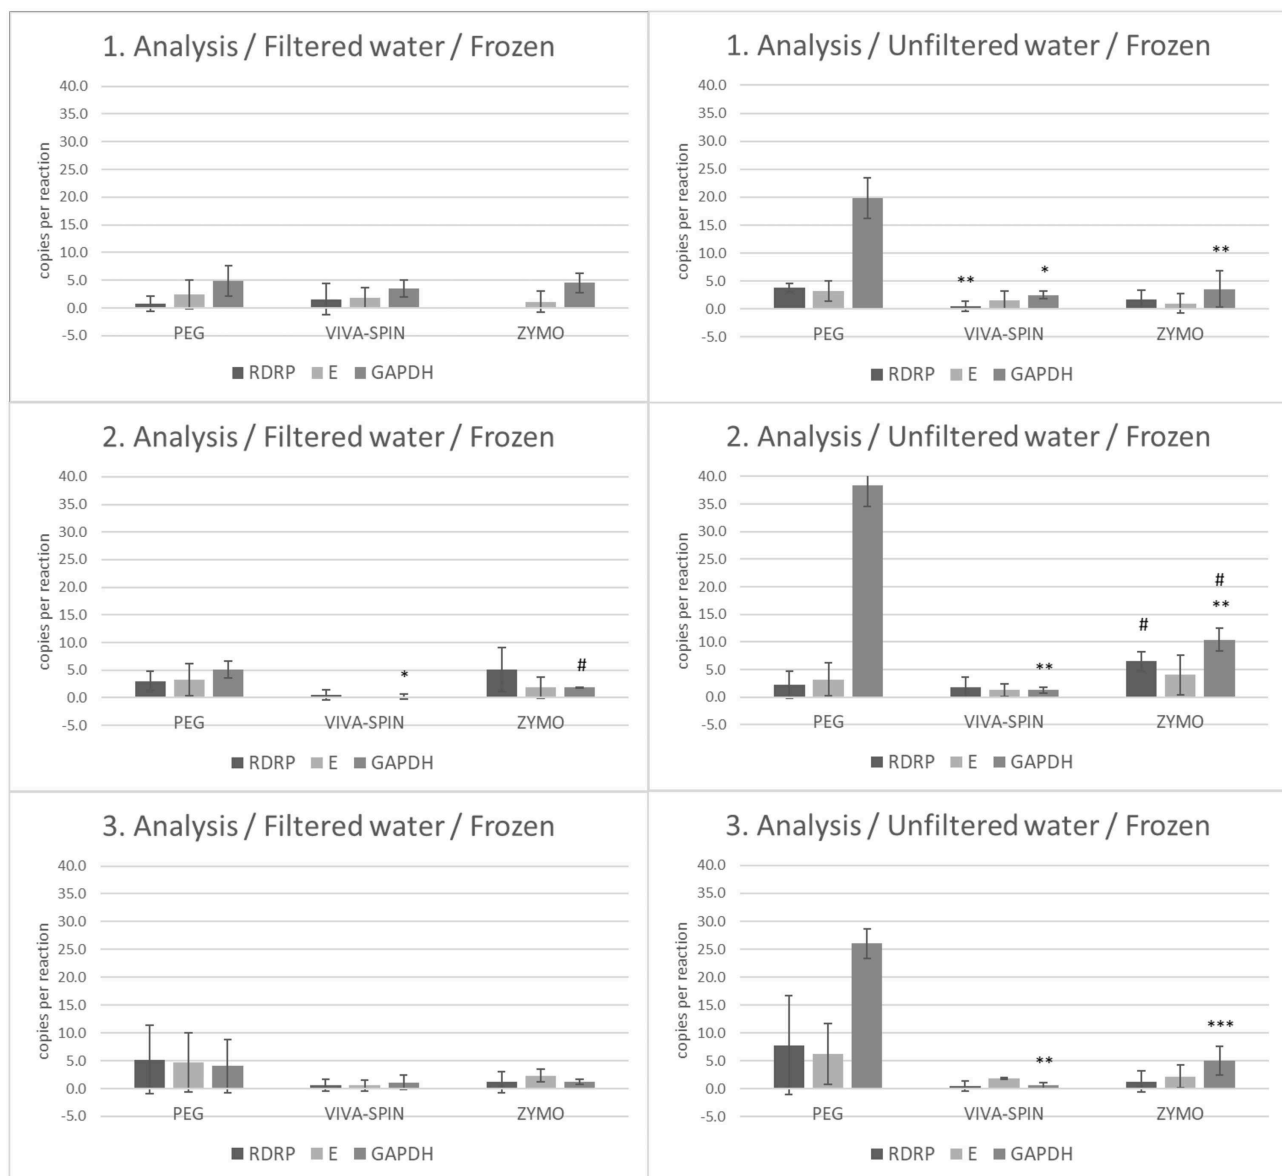 1. Analysis / Filtered water / Frozen
copies per reaction
40.0
35.0
30.0
25.0
20.0
15.0
10.0
5.0
0.0
-5.0
PEG VIVA-SPIN ZYMO
RDRP E GAPDH
1. Analysis / Unfiltered water / Frozen
copies per reaction
40.0
35.0
30.0
25.0
20.0
15.0
10.0
5.0
0.0
-5.0
**
*
**
PEG VIVA-SPIN ZYMO
RDRP E GAPDH
2. Analysis / Filtered water / Frozen
copies per reaction
40.0
35.0
30.0
25.0
20.0
15.0
10.0
5.0
0.0
-5.0
*
#
PEG VIVA-SPIN ZYMO
RDRP E GAPDH
2. Analysis / Unfiltered water / Frozen
copies per reaction
40.0
35.0
30.0
25.0
20.0
15.0
10.0
5.0
0.0
-5.0
**
#
#
**
PEG VIVA-SPIN ZYMO
RDRP E GAPDH
3. Analysis / Filtered water / Frozen
copies per reaction
40.0
35.0
30.0
25.0
20.0
15.0
10.0
5.0
0.0
-5.0
PEG VIVA-SPIN ZYMO
RDRP E GAPDH
3. Analysis / Unfiltered water / Frozen
copies per reaction
40.0
35.0
30.0
25.0
20.0
15.0
10.0
5.0
0.0
-5.0
**
***
PEG VIVA-SPIN ZYMO
RDRP E GAPDH